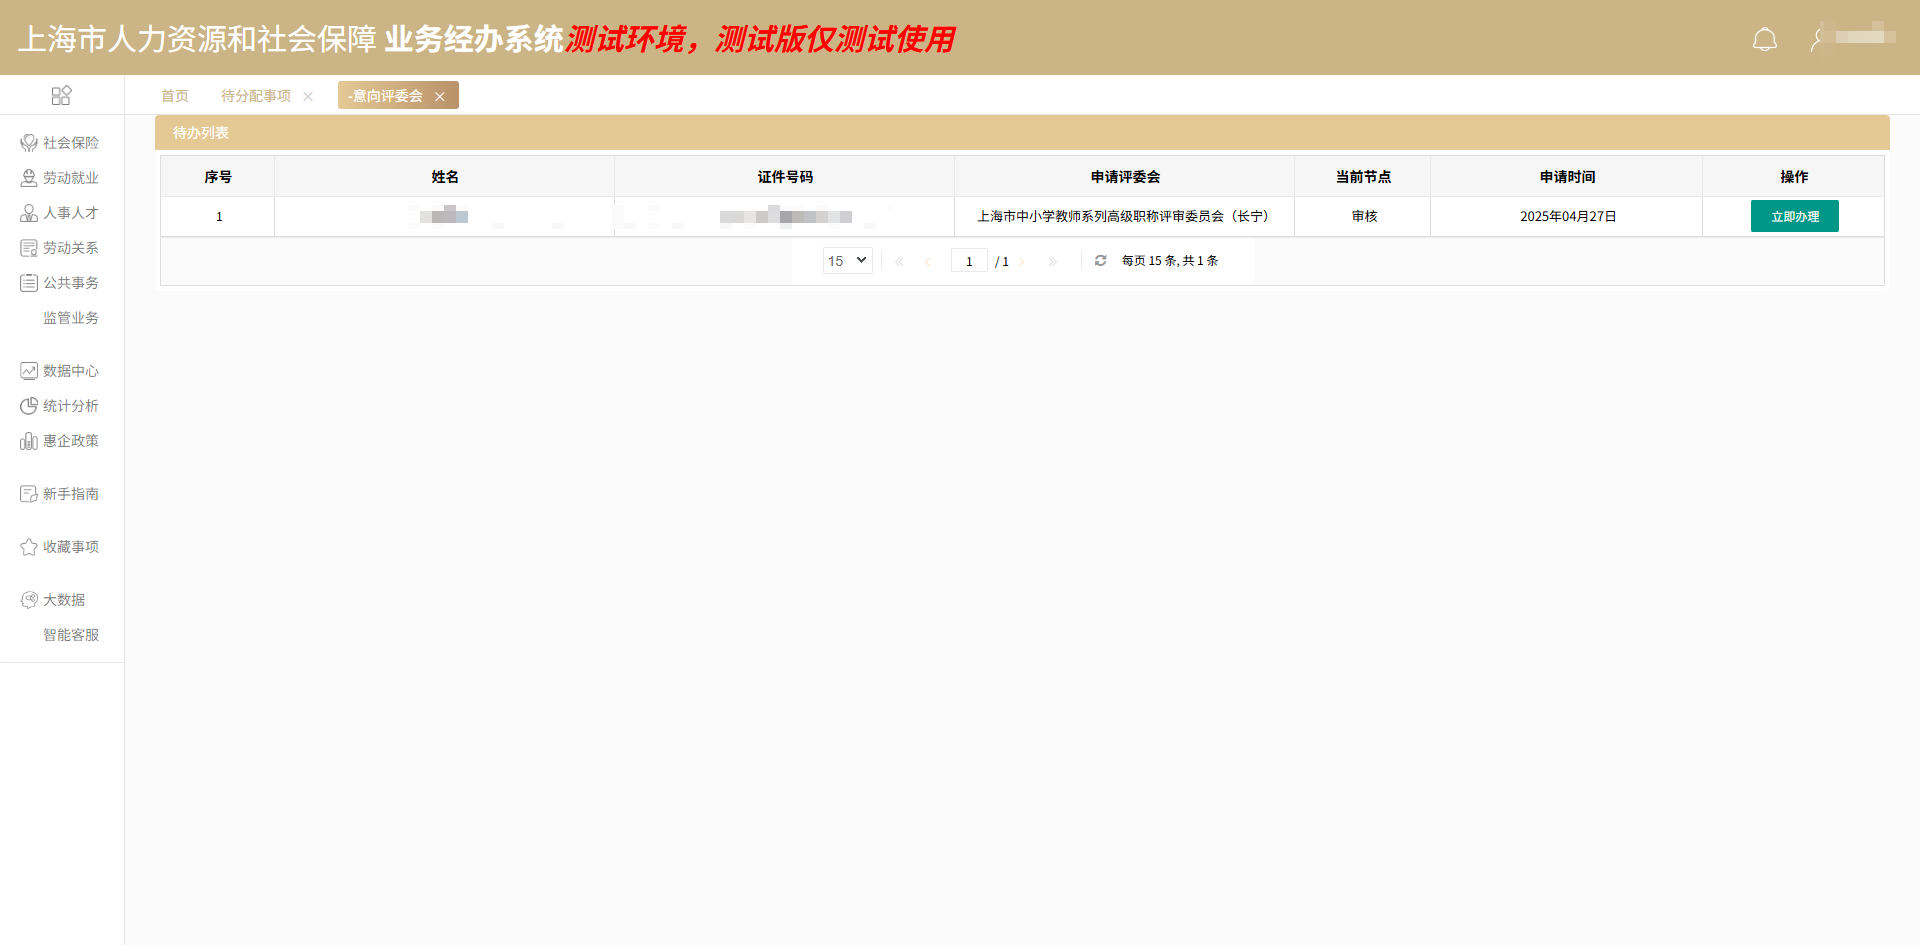 上海市人力资源和社会保障 业务经办系统测试环境，测试版仅测试使用
首页 待分配事项 -意向评委会
社会保险
劳动就业
人事人才
劳动关系
公共事务
监管业务
数据中心
统计分析
惠企政策
新手指南
收藏事项
大数据
智能客服
待办列表
序号 姓名 证件号码 申请评委会 当前节点 申请时间 操作
1 上海市中小学教师系列高级职称评审委员会（长宁） 审核 2025年04月27日 立即办理
15 1 / 1 每页 15 条, 共 1 条